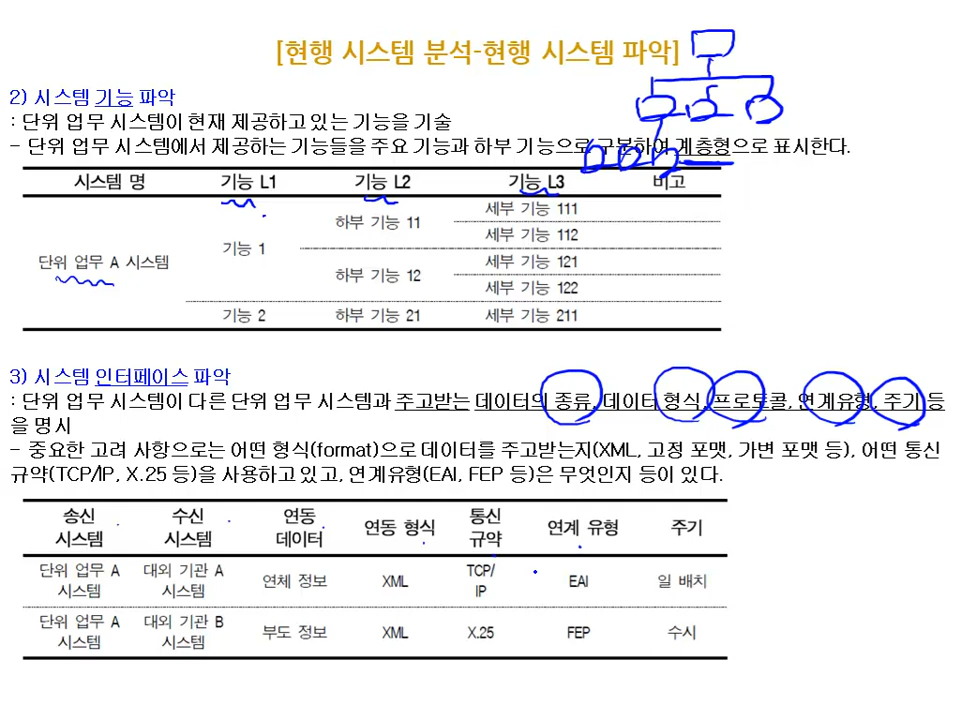 [현행 시스템 분석-현행 시스템 파악]
2) 시스템 기능 파악
: 단위 업무 시스템이 현재 제공하고 있는 기능을 기술
- 단위 업무 시스템에서 제공하는 기능들을 주요 기능과 하부 기능으로 구분하여 계층형으로 표시한다.
시스템 명 기능 L1 기능 L2 기능 L3 비고
세부 기능 111
하부 기능 11
세부 기능 112
기능 1
단위 업무 A 시스템
세부 기능 121
하부 기능 12
세부 기능 122
기능 2 하부 기능 21 세부 기능 211
3) 시스템 인터페이스 파악
: 단위 업무 시스템이 다른 단위 업무 시스템과 주고받는 데이터의 종류, 데이터 형식, 프로토콜, 연계유형, 주기 등
을 명시
- 중요한 고려 사항으로는 어떤 형식(format)으로 데이터를 주고받는지(XML, 고정 포맷, 가변 포맷 등), 어떤 통신
규약(TCP/IP, X.25 등)을 사용하고 있고, 연계유형(EAI, FEP 등)은 무엇인지 등이 있다.
송신 수신 연동 통신
연동 형식 연계 유형 주기
시스템 시스템 데이터 규약
단위 업무 A 대외 기관 A TCP/
연체 정보 XML EAI 일 배치
시스템 시스템 IP
단위 업무 A 대외 기관 B
부도 정보 XML X.25 FEP 수시
시스템 시스템